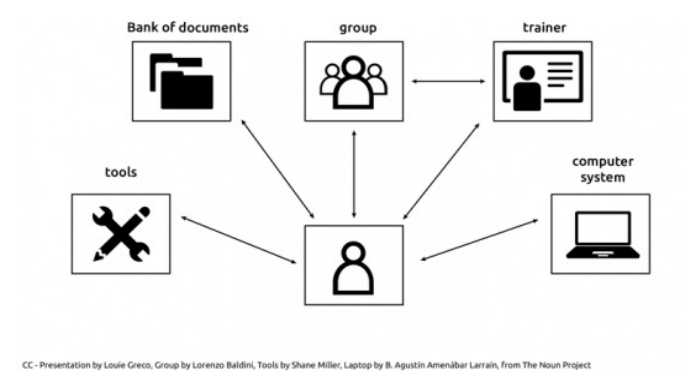 Bank of documents
group
trainer
tools
computer
system
CC - Presentation by Louie Greco, Group by Lorenzo Baldini, Tools by Shane Miller, Laptop by B. Agustín Amenábar Larraín, from The Noun Project